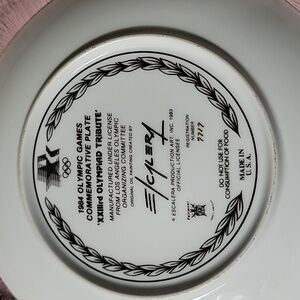 1984 OLYMPIC GAMES
COMMEMORATIVE PLATE
'XXIIIrd OLYMPIAD TRIBUTE'
MANUFACTURED UNDER LICENSE
FROM LOS ANGELES OLYMPIC
ORGANIZING COMMITTEE
ORIGINAL OIL PAINTING CREATED BY
ESCALERA
© ESCALERA PRODUCTION ART, INC. 1983
OFFICIAL LICENSEE
REGISTRATION
NUMBER
DO NOT USE FOR
CONSUMPTION OF FOOD
MADE IN
U.S.A.